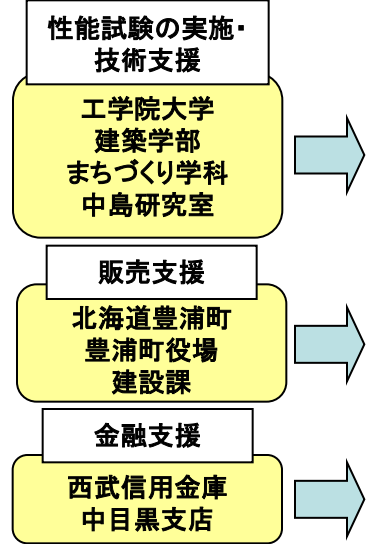 性能試験の実施・
技術支援
工学院大学
建築学部
まちづくり学科
中島研究室
販売支援
北海道豊浦町
豊浦町役場
建設課
金融支援
西武信用金庫
中目黒支店